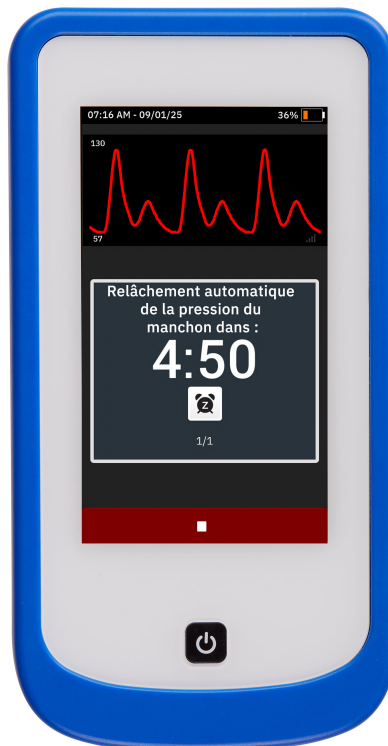 07:16 AM - 09/01/25 36%
130
57
Relâchement automatique
de la pression du
manchon dans :
4:50
Z
1/1